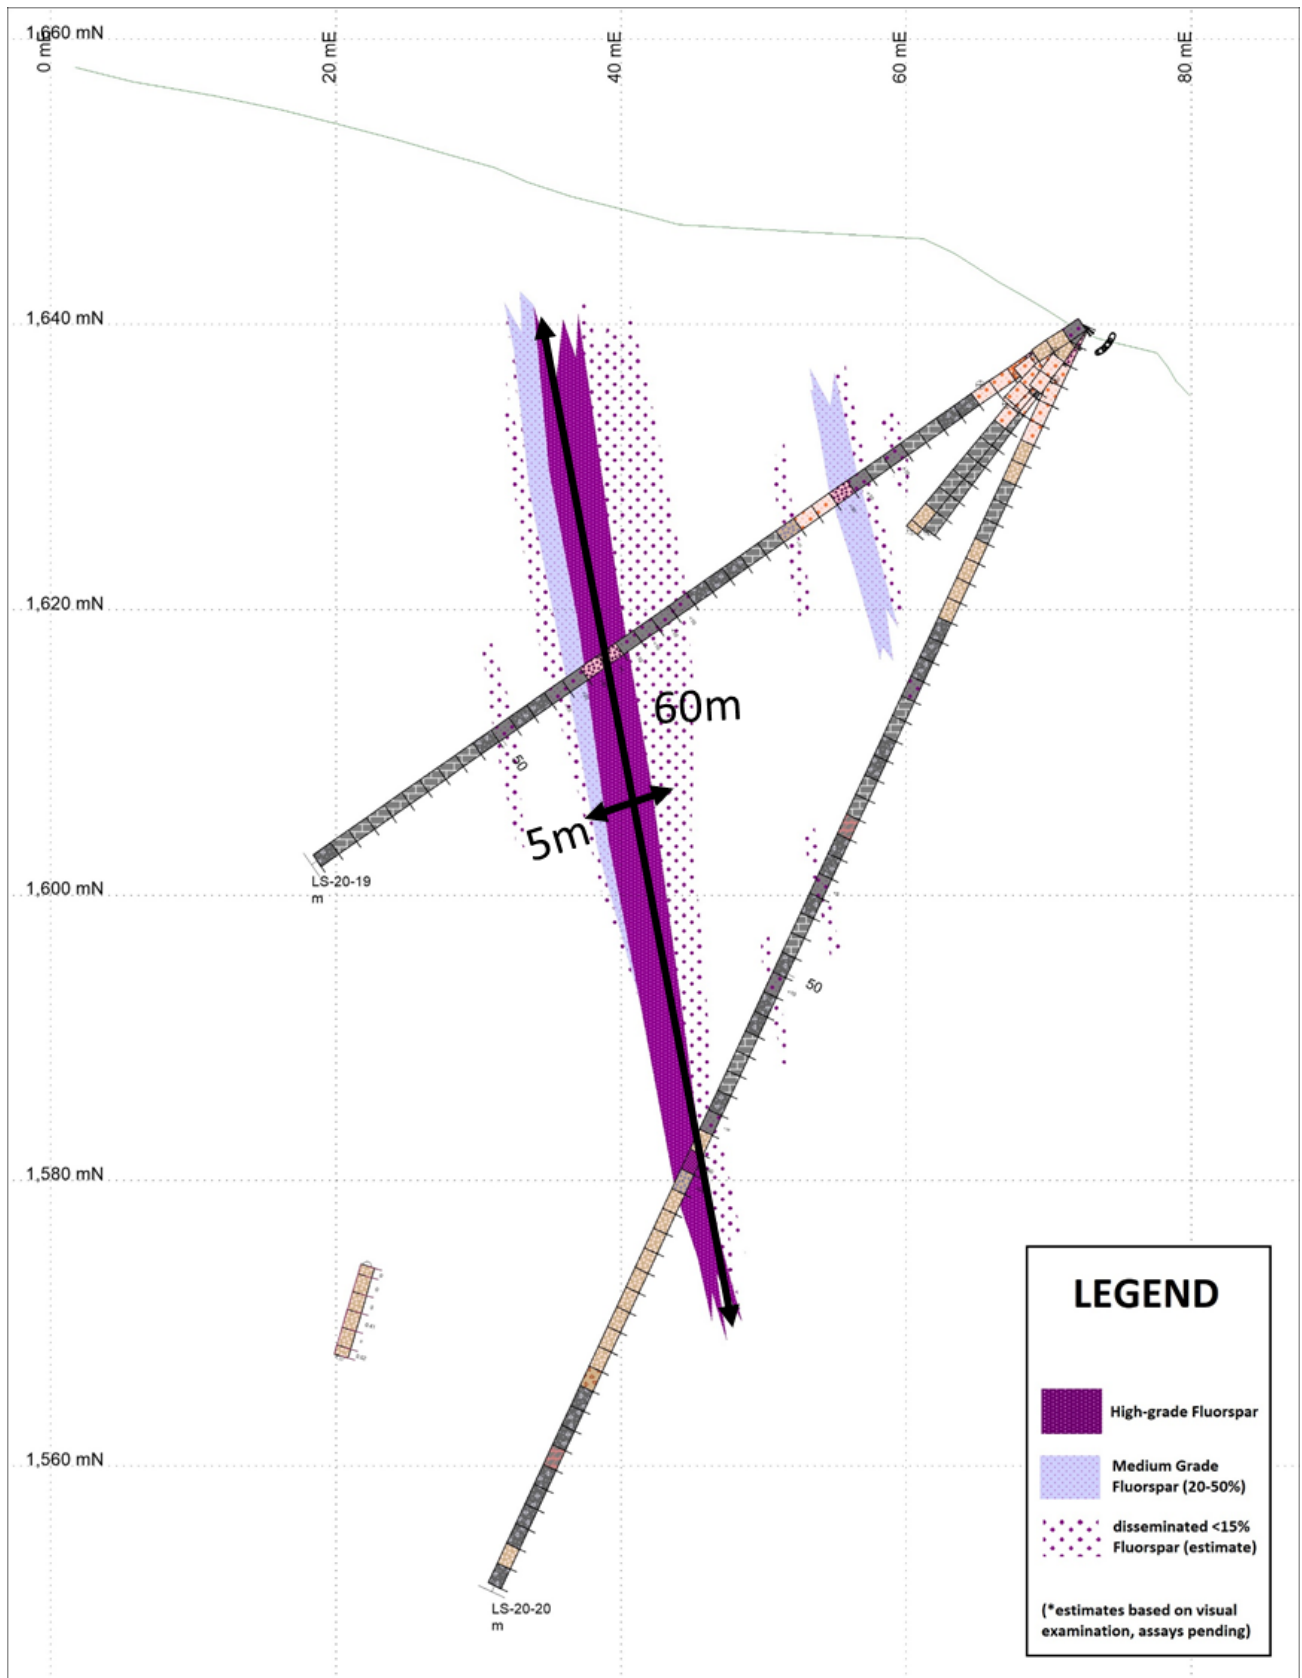 1,660 mN
0 mE
20 mE
40 mE
60 mE
80 mE
1,640 mN
1,620 mN
60m
50
5m
LS-20-19
m
1,600 mN
50
1,580 mN
1,560 mN
LS-20-20
m
LEGEND
High-grade Fluorspar
Medium Grade
Fluorspar (20-50%)
disseminated <15%
Fluorspar (estimate)
(*estimates based on visual
examination, assays pending)